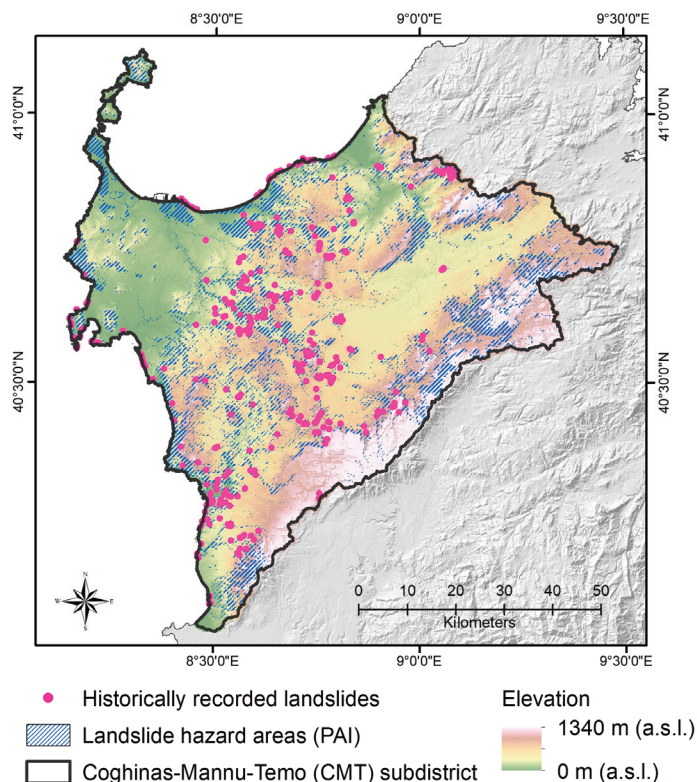 8°30'0"E 9°0'0"E 9°30'0"E
41°0'0"N 41°0'0"N
40°30'0"N 40°30'0"N
N
W E
S
0 10 20 30 40 50
Kilometers
8°30'0"E 9°0'0"E 9°30'0"E
Historically recorded landslides
Landslide hazard areas (PAI)
Coghinas-Mannu-Temo (CMT) subdistrict
Elevation
1340 m (a.s.l.)
0 m (a.s.l.)